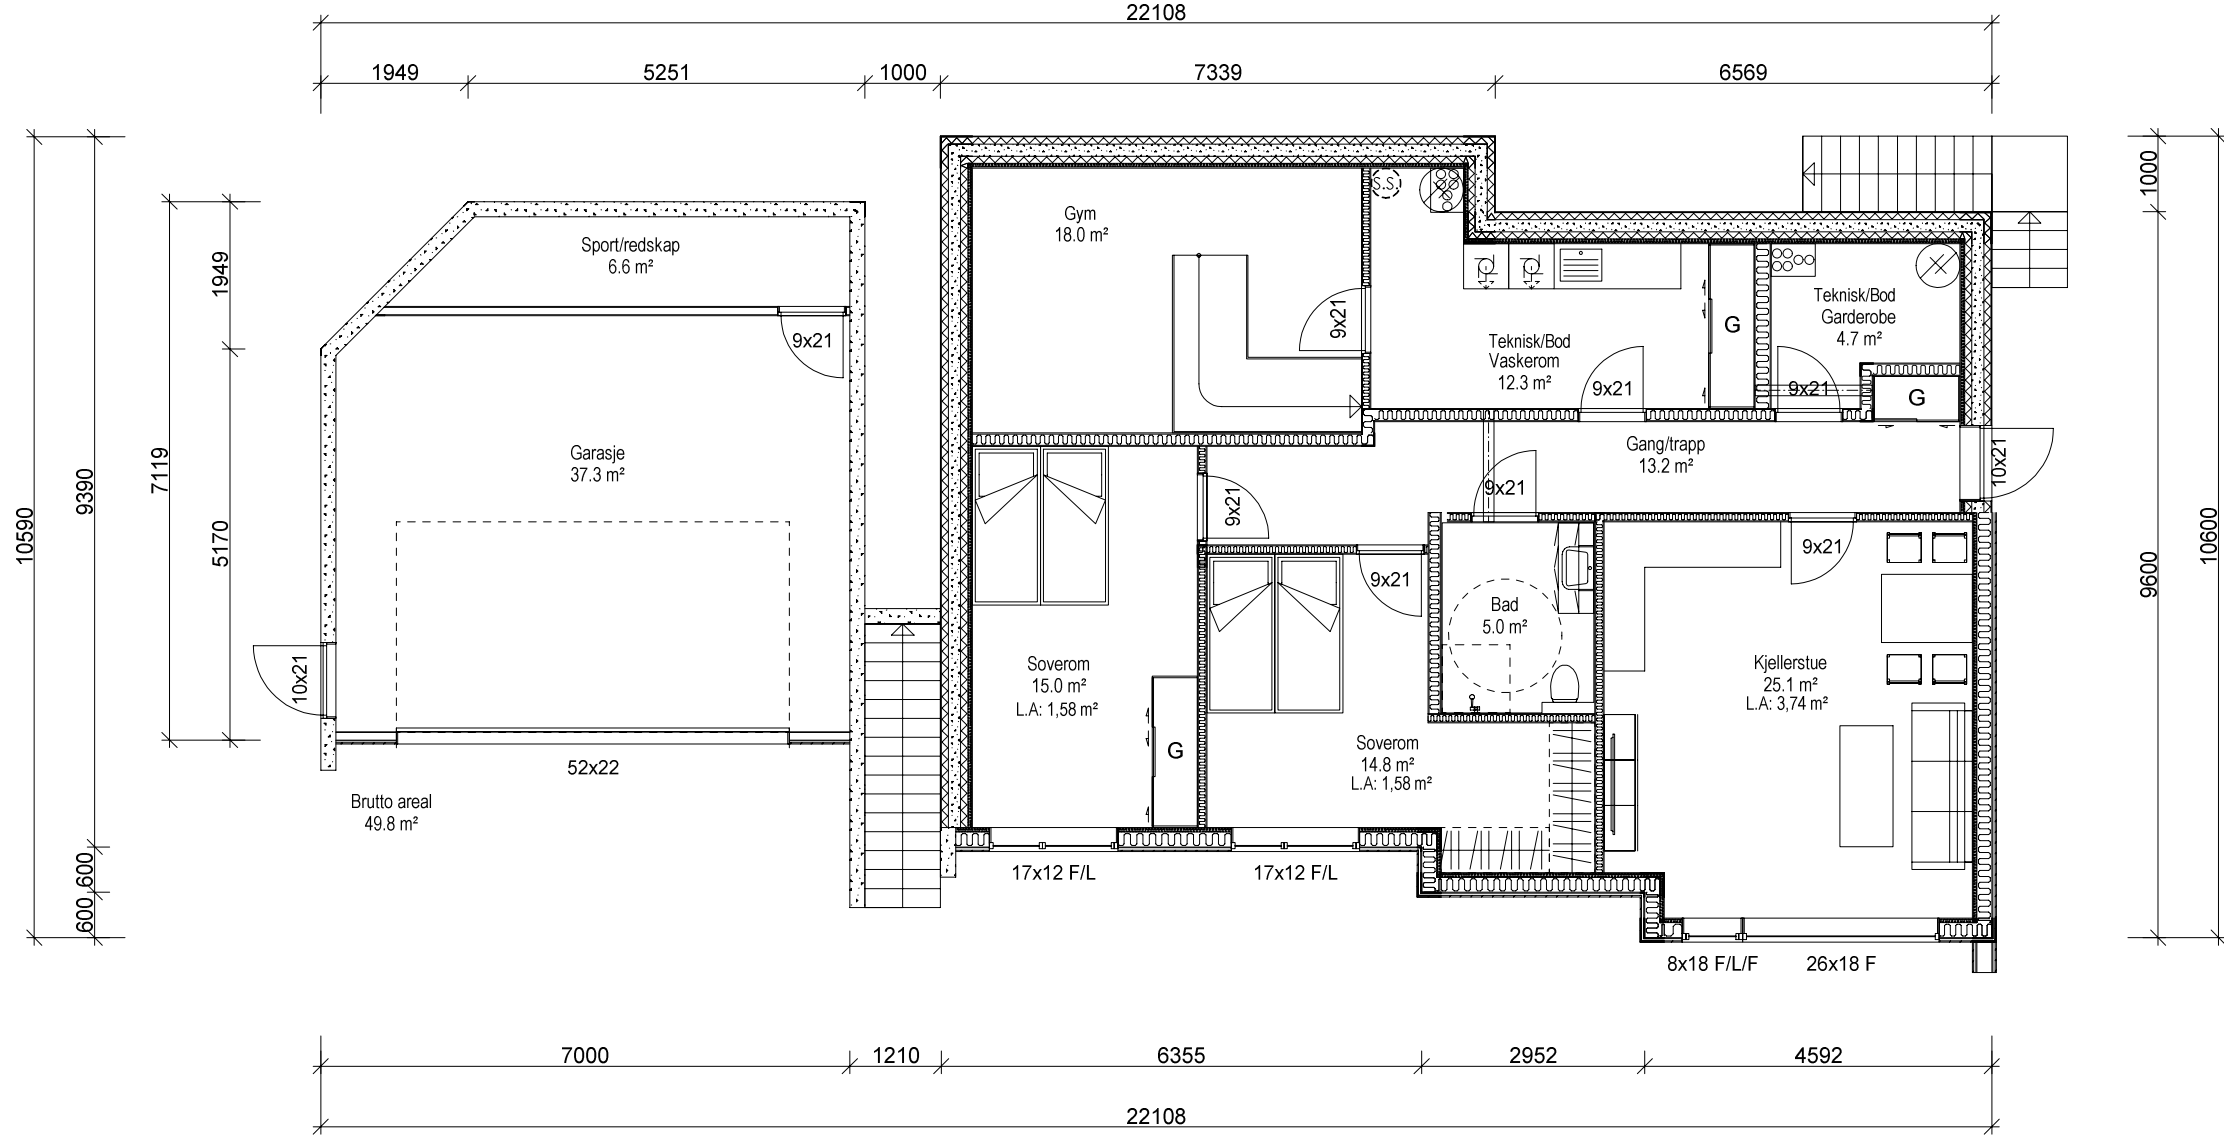 22108
1949
5251
1000
7339
6569
10590
9390
600
600
7119
1949
5170
1000
9600
10600
Sport/redskap
6.6 m²
9x21
Garasje
37.3 m²
10x21
52x22
Brutto areal
49.8 m²
Gym
18.0 m²
9x21
S.S.
Teknisk/Bod
Vaskerom
12.3 m²
9x21
G
Teknisk/Bod
Garderobe
4.7 m²
9x21
G
Gang/trapp
13.2 m²
10x21
9x21
9x21
9x21
9x21
Soverom
15.0 m²
L.A: 1,58 m²
G
Soverom
14.8 m²
L.A: 1,58 m²
Bad
5.0 m²
Kjellerstue
25.1 m²
L.A: 3,74 m²
17x12 F/L
17x12 F/L
8x18 F/L/F
26x18 F
7000
1210
6355
2952
4592
22108